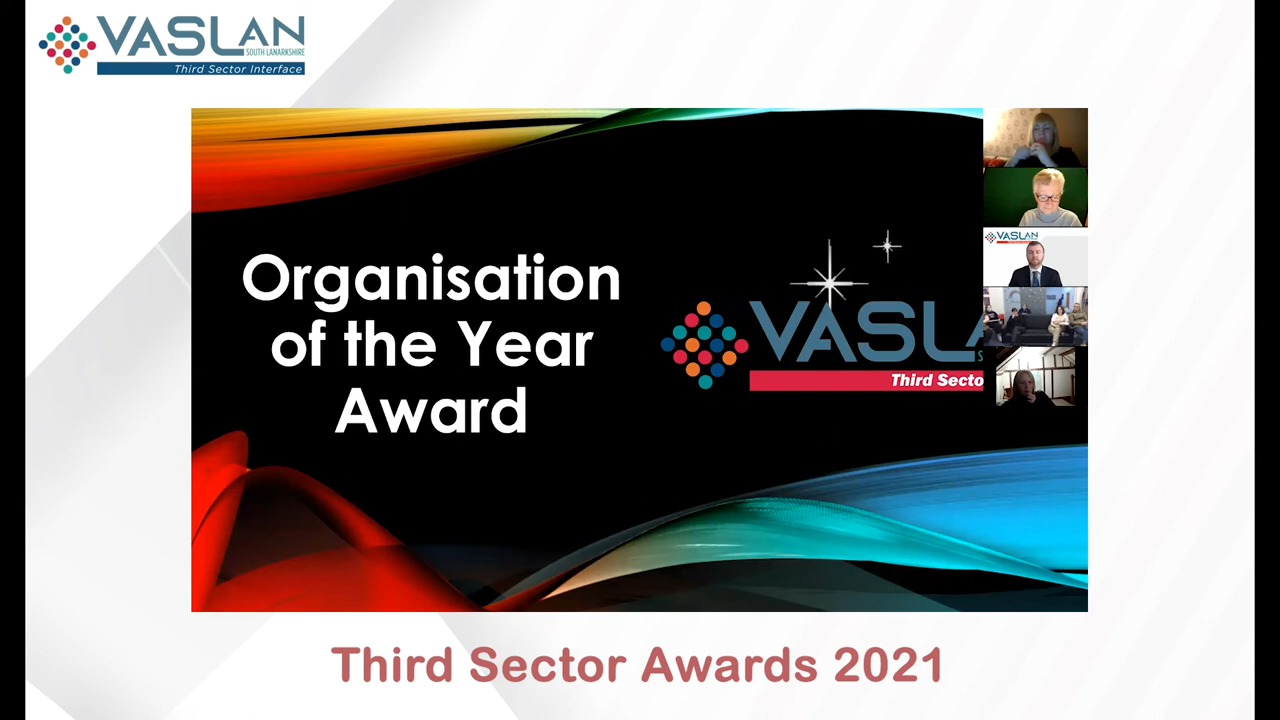 VASLAN
SOUTH LANARKSHIRE
Third Sector Interface
VASLAN
Organisation
of the Year
Award
VASLA
S
Third Secto
Third Sector Awards 2021